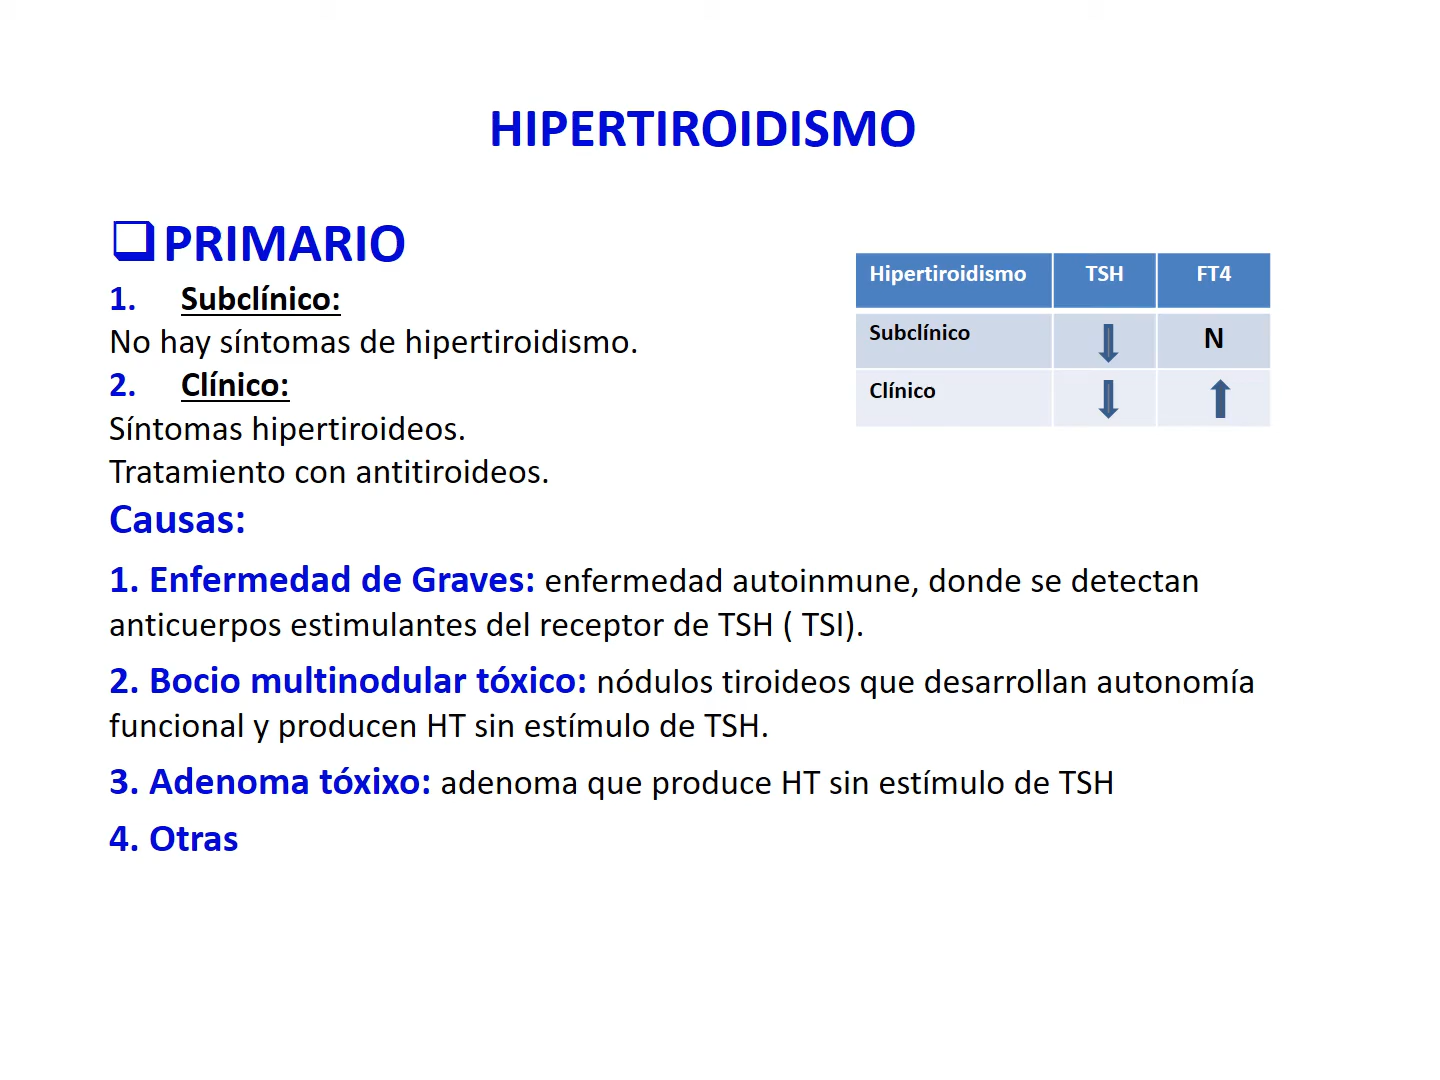 HIPERTIROIDISMO
PRIMARIO
1. Subclínico:
No hay síntomas de hipertiroidismo.
2. Clínico:
Síntomas hipertiroideos.
Tratamiento con antitiroideos.
Hipertiroidismo TSH FT4
Subclínico ⬇ N
Clínico ⬇ ⬆
Causas:
1. Enfermedad de Graves: enfermedad autoinmune, donde se detectan
anticuerpos estimulantes del receptor de TSH ( TSI).
2. Bocio multinodular tóxico: nódulos tiroideos que desarrollan autonomía
funcional y producen HT sin estímulo de TSH.
3. Adenoma tóxixo: adenoma que produce HT sin estímulo de TSH
4. Otras